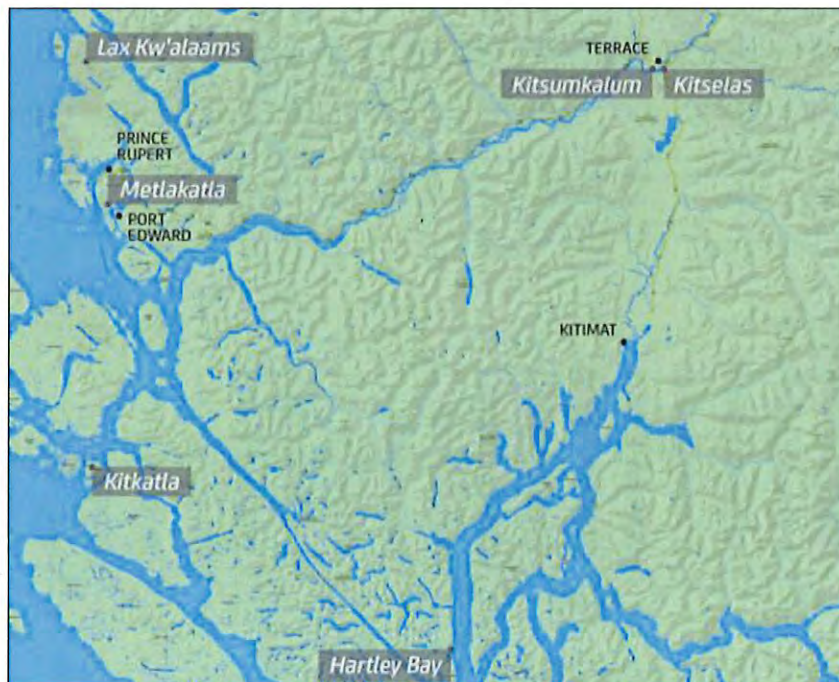 Lax Kw'alaams
TERRACE
Kitsumkalum
Kitselas
PRINCE
RUPERT
Metlakatla
PORT
EDWARD
KITIMAT
Kitkatla
Hartley Bay